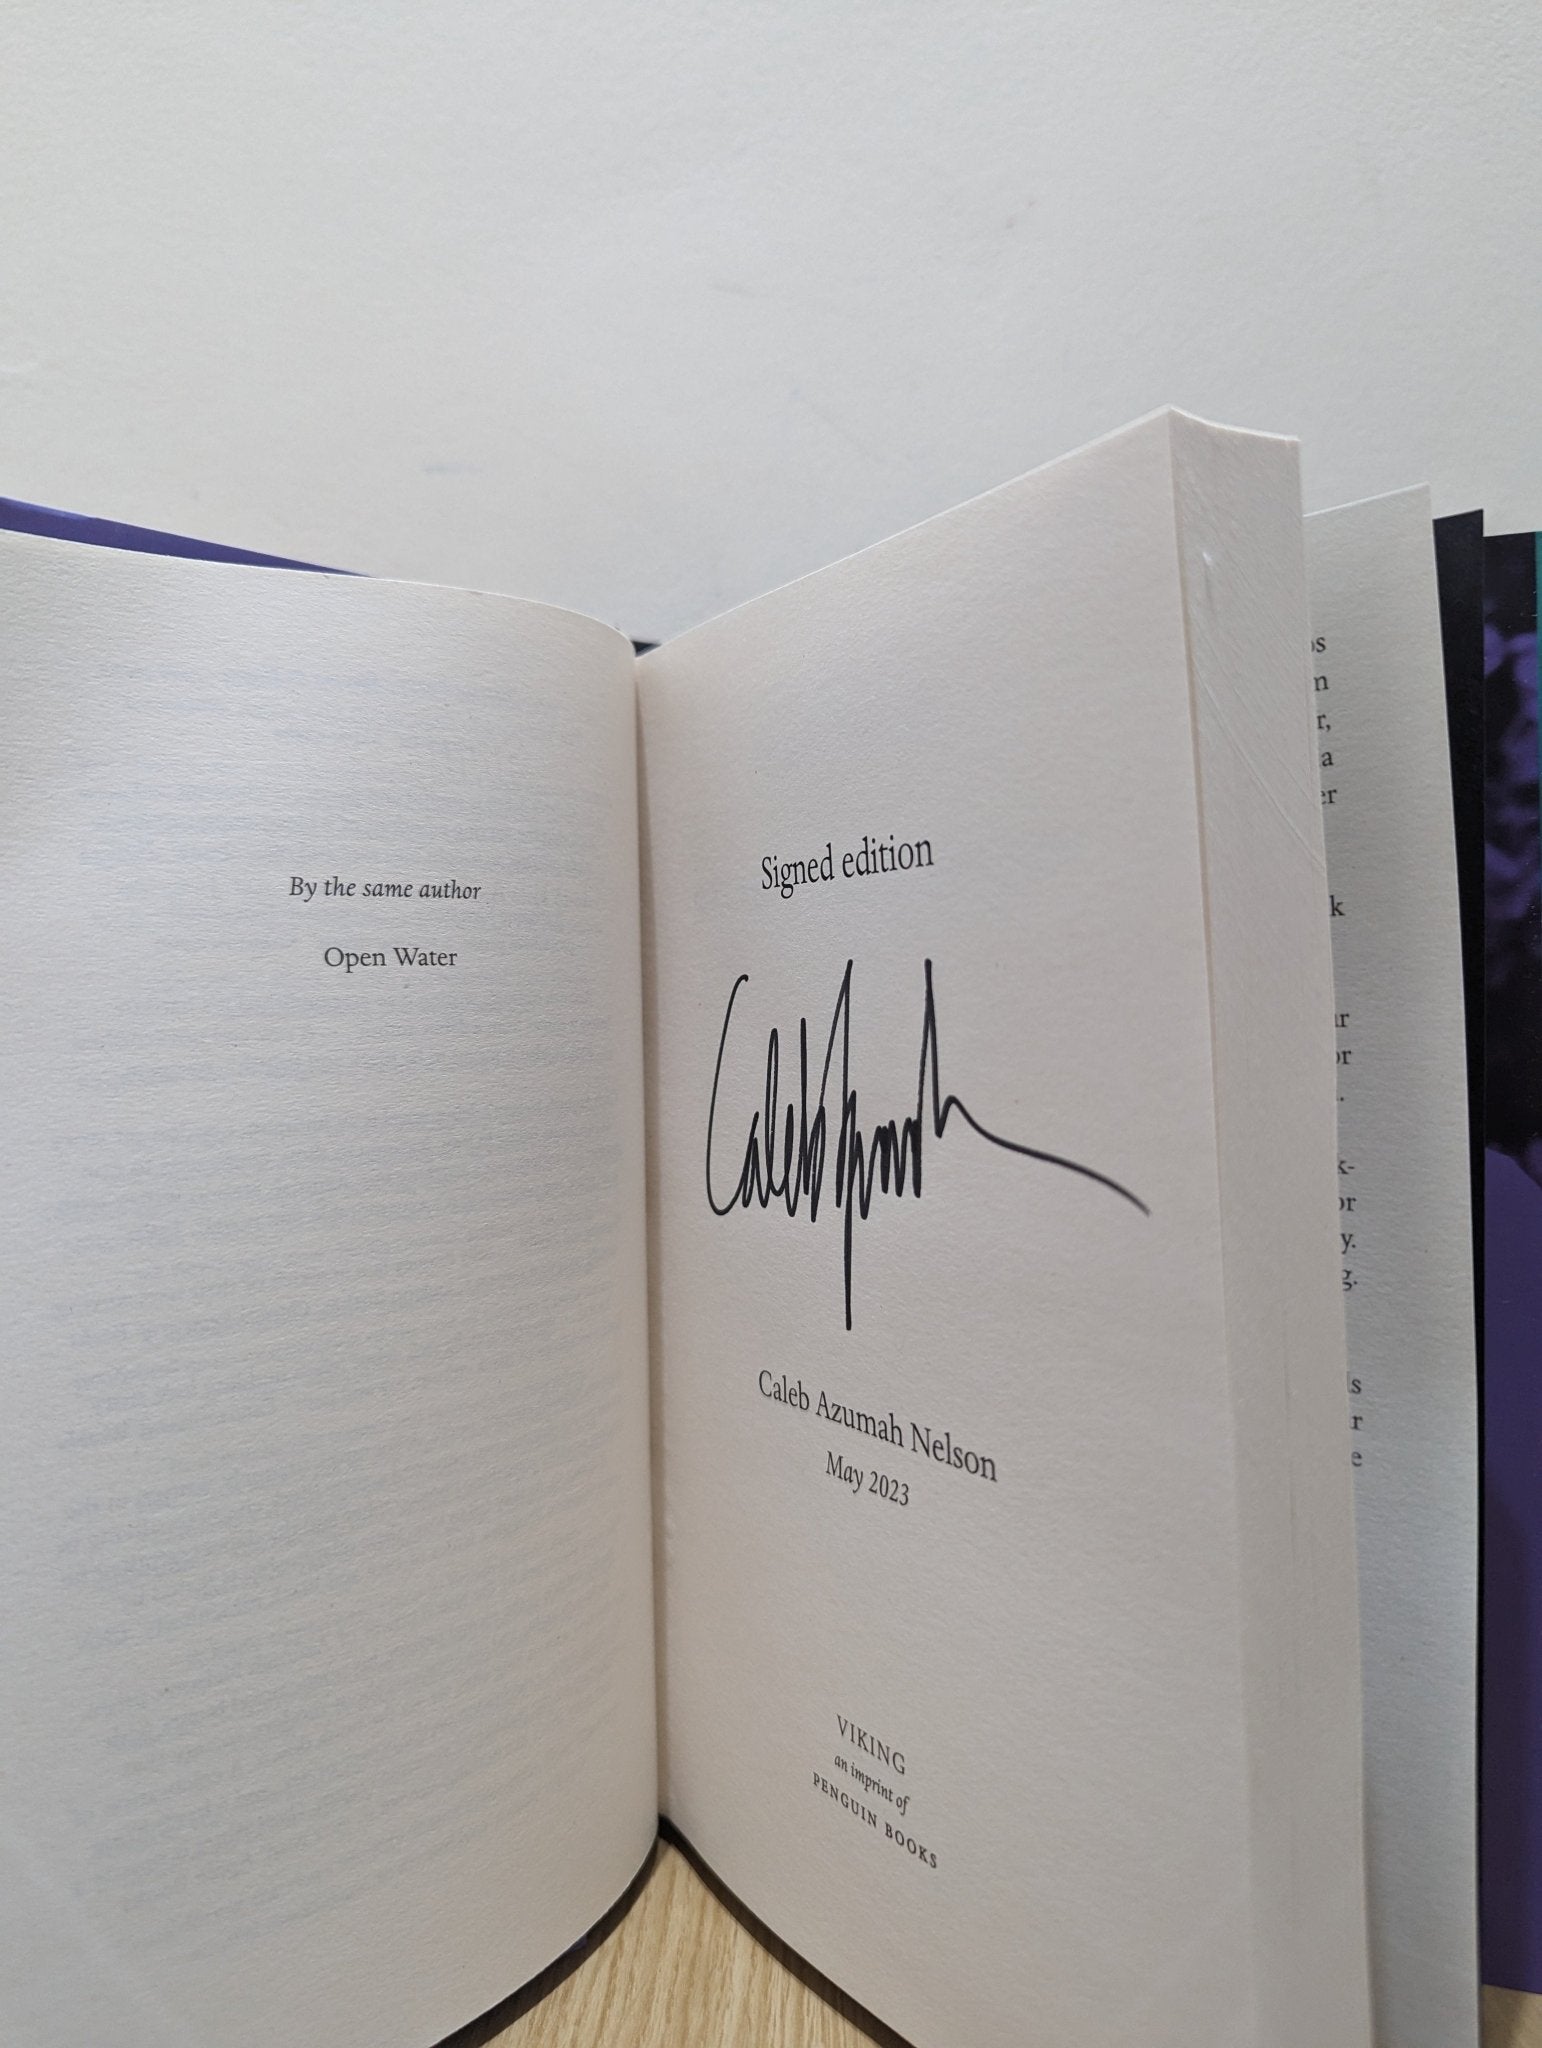 By the same author
Open Water
Signed edition
Caleb
Caleb Azumah Nelson
May 2023
VIKING
an imprint of
PENGUIN BOOKS